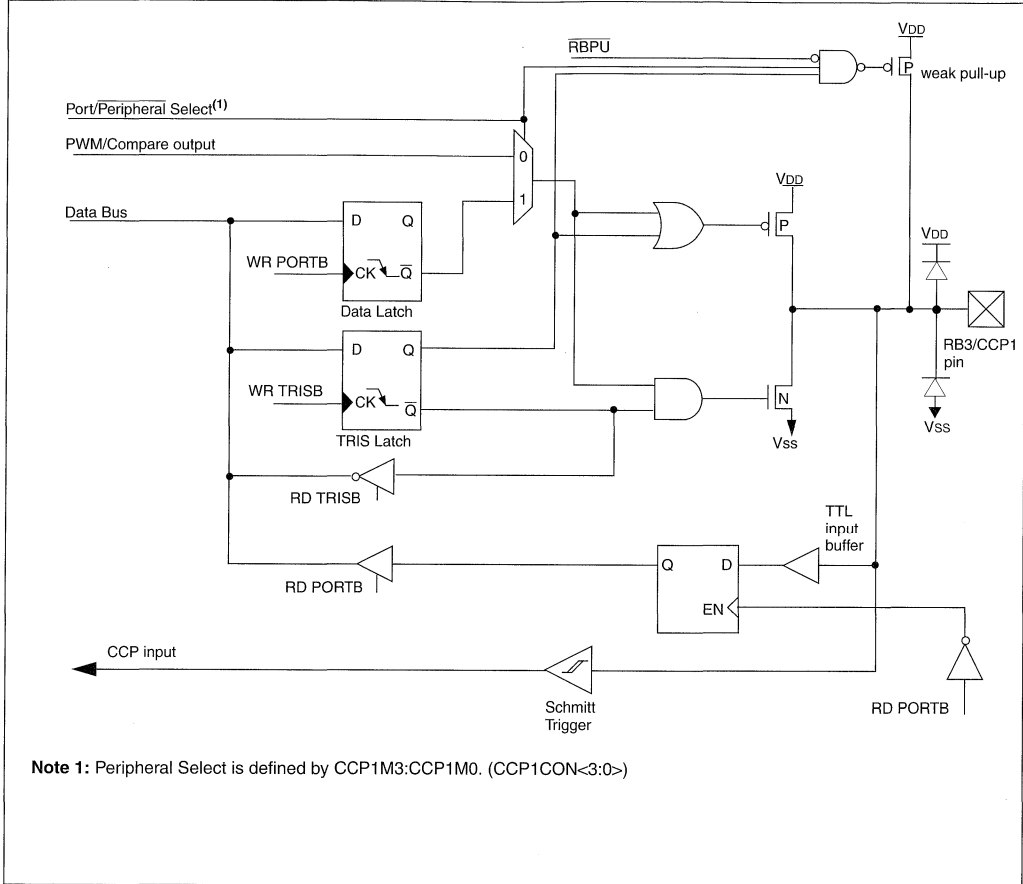 VDD
RBPU
P
weak pull-up
Port/Peripheral Select(1)
PWM/Compare output
0
1
Data Bus
D
Q
WR PORTB
CK
Q
Data Latch
VDD
P
VDD
RB3/CCP1
pin
D
Q
WR TRISB
CK
Q
TRIS Latch
N
VSS
VSS
RD TRISB
TTL
input
buffer
Q
D
RD PORTB
EN
CCP input
Schmitt
Trigger
RD PORTB
Note 1: Peripheral Select is defined by CCP1M3:CCP1M0. (CCP1CON<3:0>)